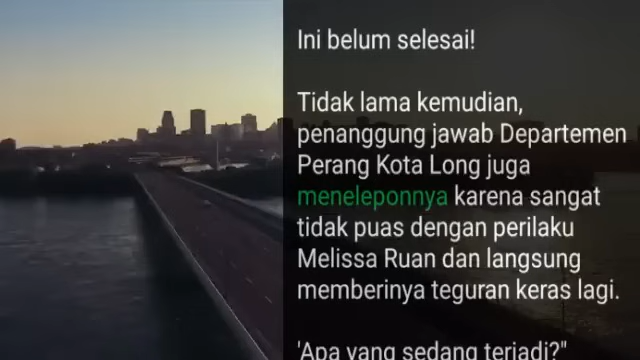 Ini belum selesai!
Tidak lama kemudian,
penanggung jawab Departemen
Perang Kota Long juga
meneleponnya karena sangat
tidak puas dengan perilaku
Melissa Ruan dan langsung
memberinya teguran keras lagi.
'Apa yang sedang terjadi?"